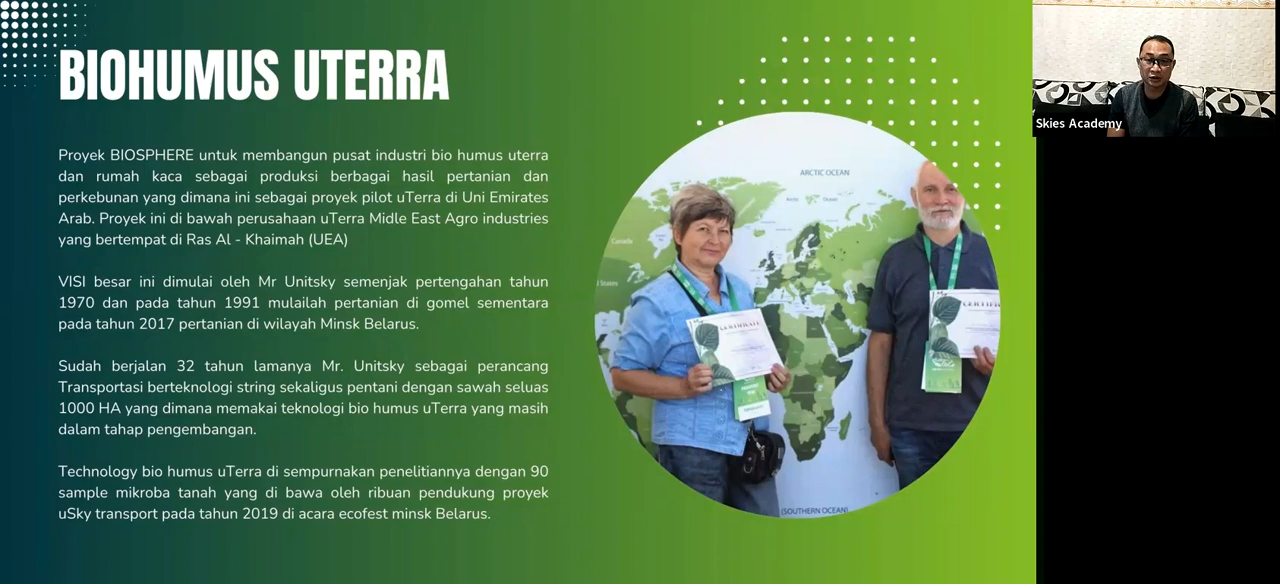 BIOHUMUS UTERRA
Proyek BIOSPHERE untuk membangun pusat industri bio humus uterra
dan rumah kaca sebagai produksi berbagai hasil pertanian dan
perkebunan yang dimana ini sebagai proyek pilot uTerra di Uni Emirates
Arab. Proyek ini di bawah perusahaan uTerra Midle East Agro industries
yang bertempat di Ras Al - Khaimah (UEA)
VISI besar ini dimulai oleh Mr Unitsky semenjak pertengahan tahun
1970 dan pada tahun 1991 mulailah pertanian di gomel sementara
pada tahun 2017 pertanian di wilayah Minsk Belarus.
Sudah berjalan 32 tahun lamanya Mr. Unitsky sebagai perancang
Transportasi berteknologi string sekaligus pentani dengan sawah seluas
1000 HA yang dimana memakai teknologi bio humus uTerra yang masih
dalam tahap pengembangan.
Technology bio humus uTerra di sempurnakan penelitiannya dengan 90
sample mikroba tanah yang di bawa oleh ribuan pendukung proyek
uSky transport pada tahun 2019 di acara ecofest minsk Belarus.
ARCTIC OCEAN
Canada
States
(SOUTHERN OCEAN)
Skies Academy